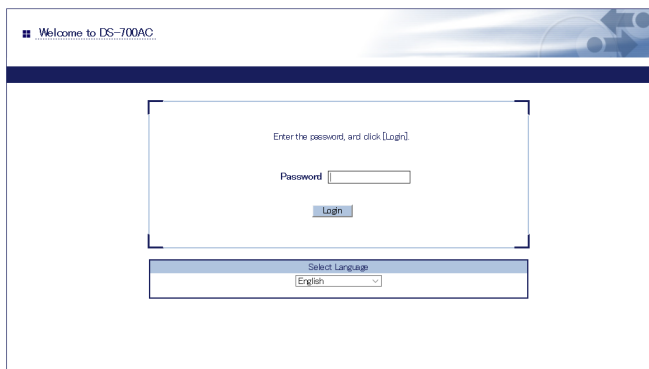 Welcome to DS-700AC
Enter the password, and click [Login].
Password
Login
Select Language
English